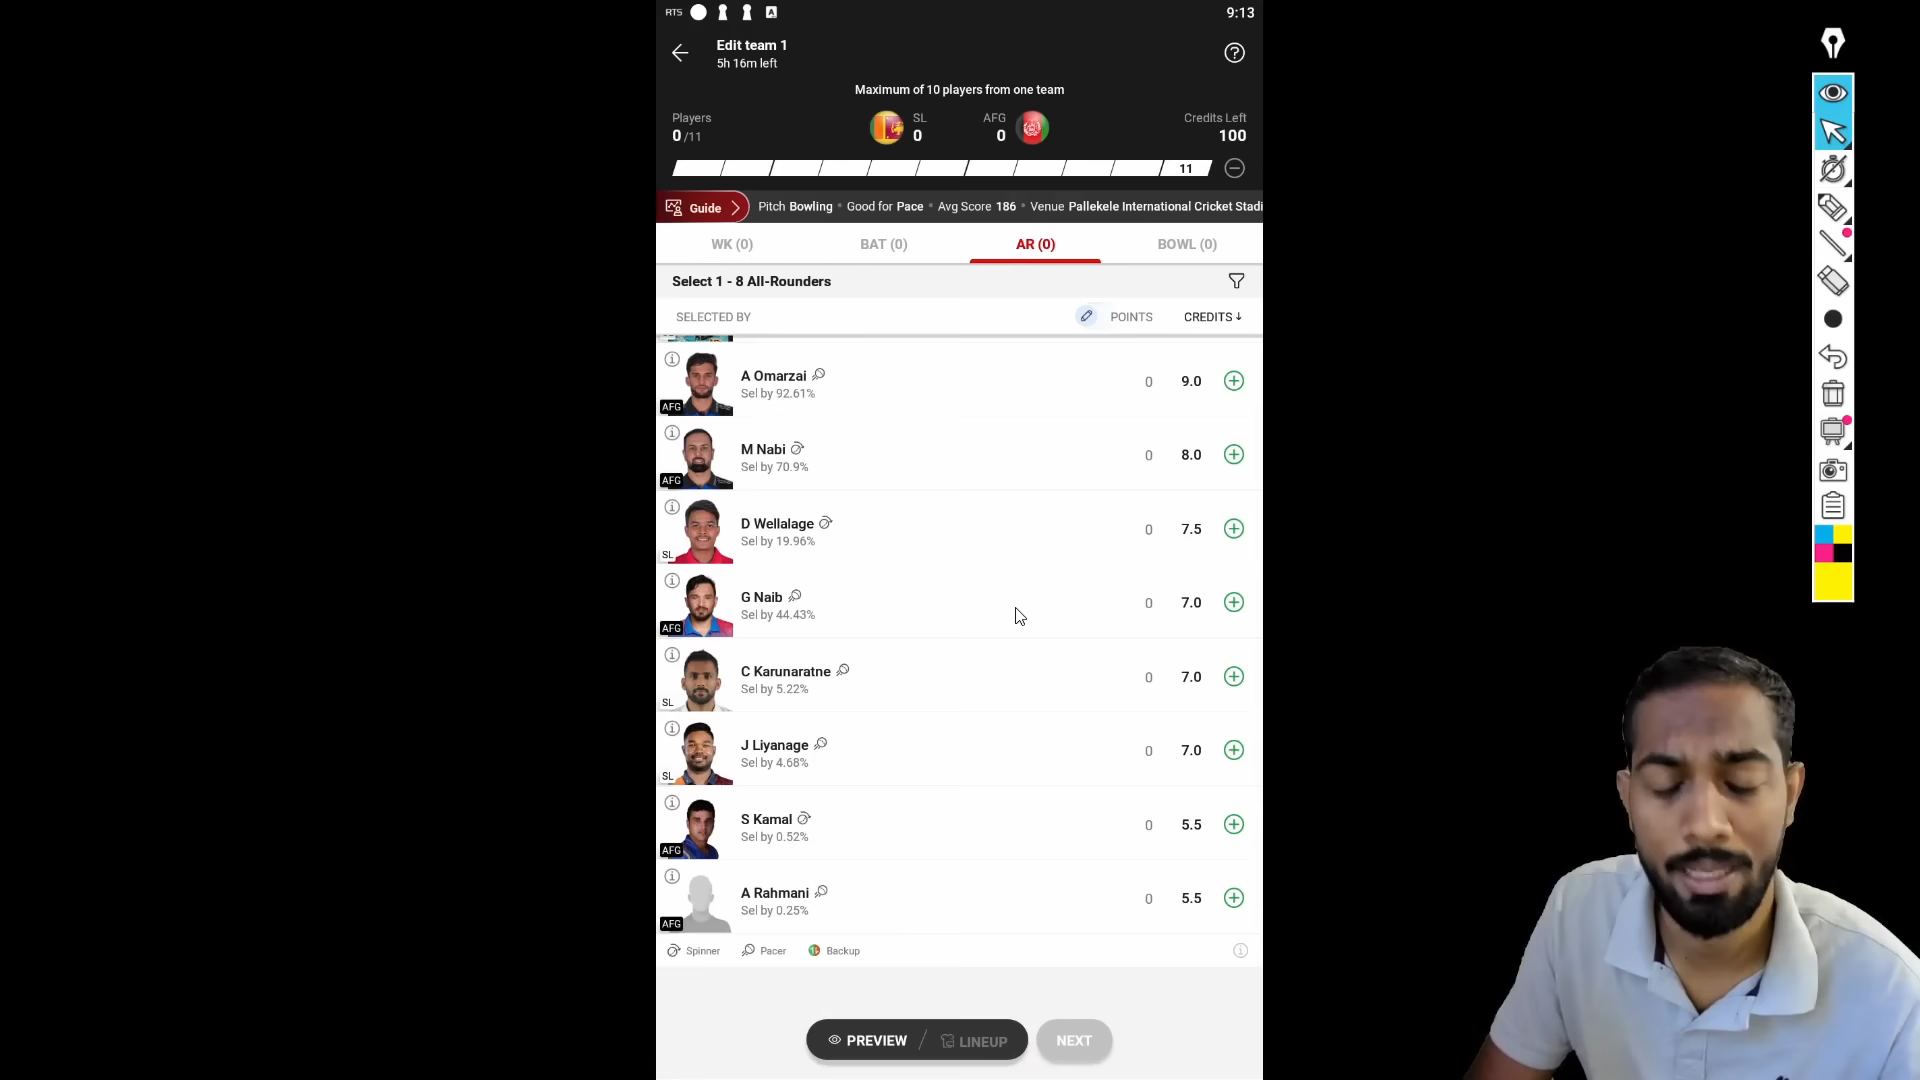 RTS A 9:13
Edit team 1
5h 16m left
Maximum of 10 players from one team
Players SL AFG Credits Left
0 /11 0 0 100
11
Guide Pitch Bowling • Good for Pace • Avg Score 186 • Venue Pallekele International Cricket Stadi
WK (0) BAT (0) AR (0) BOWL (0)
Select 1 - 8 All-Rounders
SELECTED BY POINTS CREDITS↓
A Omarzai
Sel by 92.61%
0 9.0
AFG
M Nabi
Sel by 70.9%
0 8.0
AFG
D Wellalage
Sel by 19.96%
0 7.5
SL
G Naib
Sel by 44.43%
0 7.0
AFG
C Karunaratne
Sel by 5.22%
0 7.0
SL
J Liyanage
Sel by 4.68%
0 7.0
SL
S Kamal
Sel by 0.52%
0 5.5
AFG
A Rahmani
Sel by 0.25%
0 5.5
AFG
Spinner Pacer Backup
PREVIEW / LINEUP NEXT